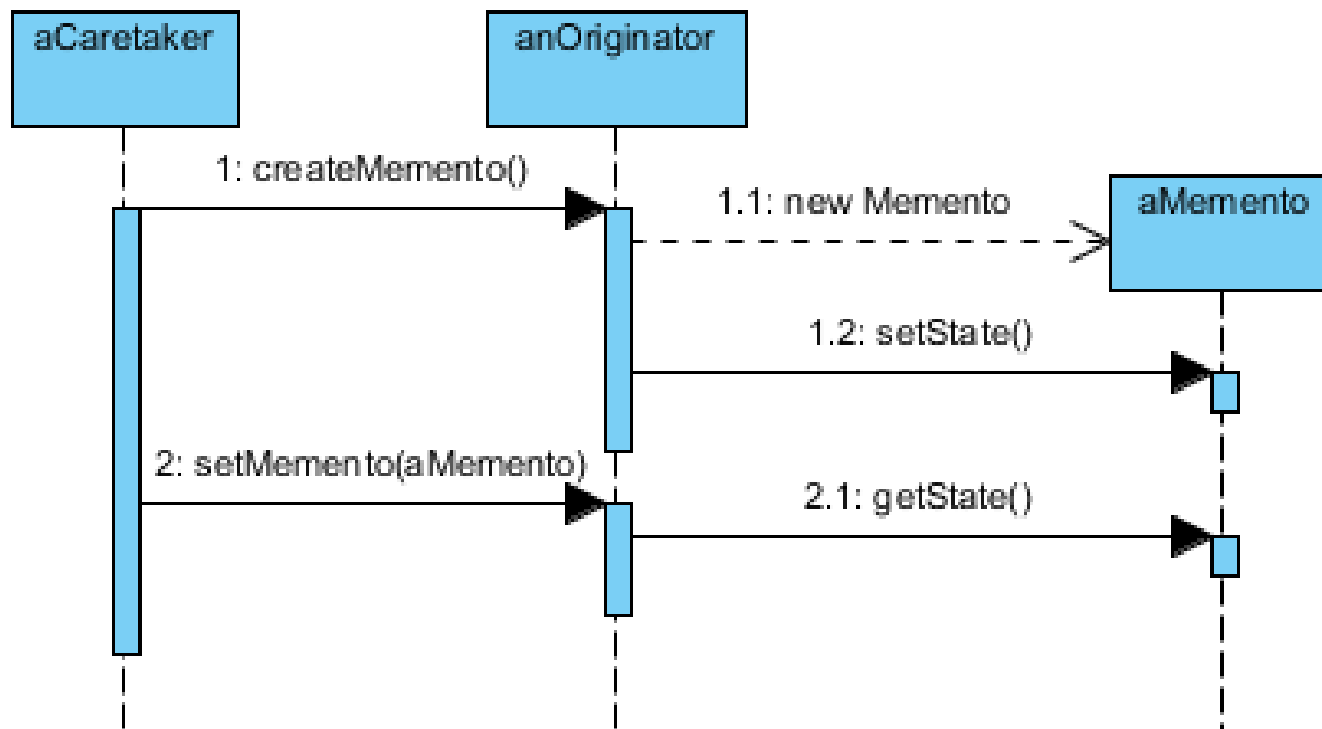 aCaretaker
anOriginator
1: createMemento()
1.1: new Memento
aMemento
1.2: setState()
2: setMemento(aMemento)
2.1: getState()